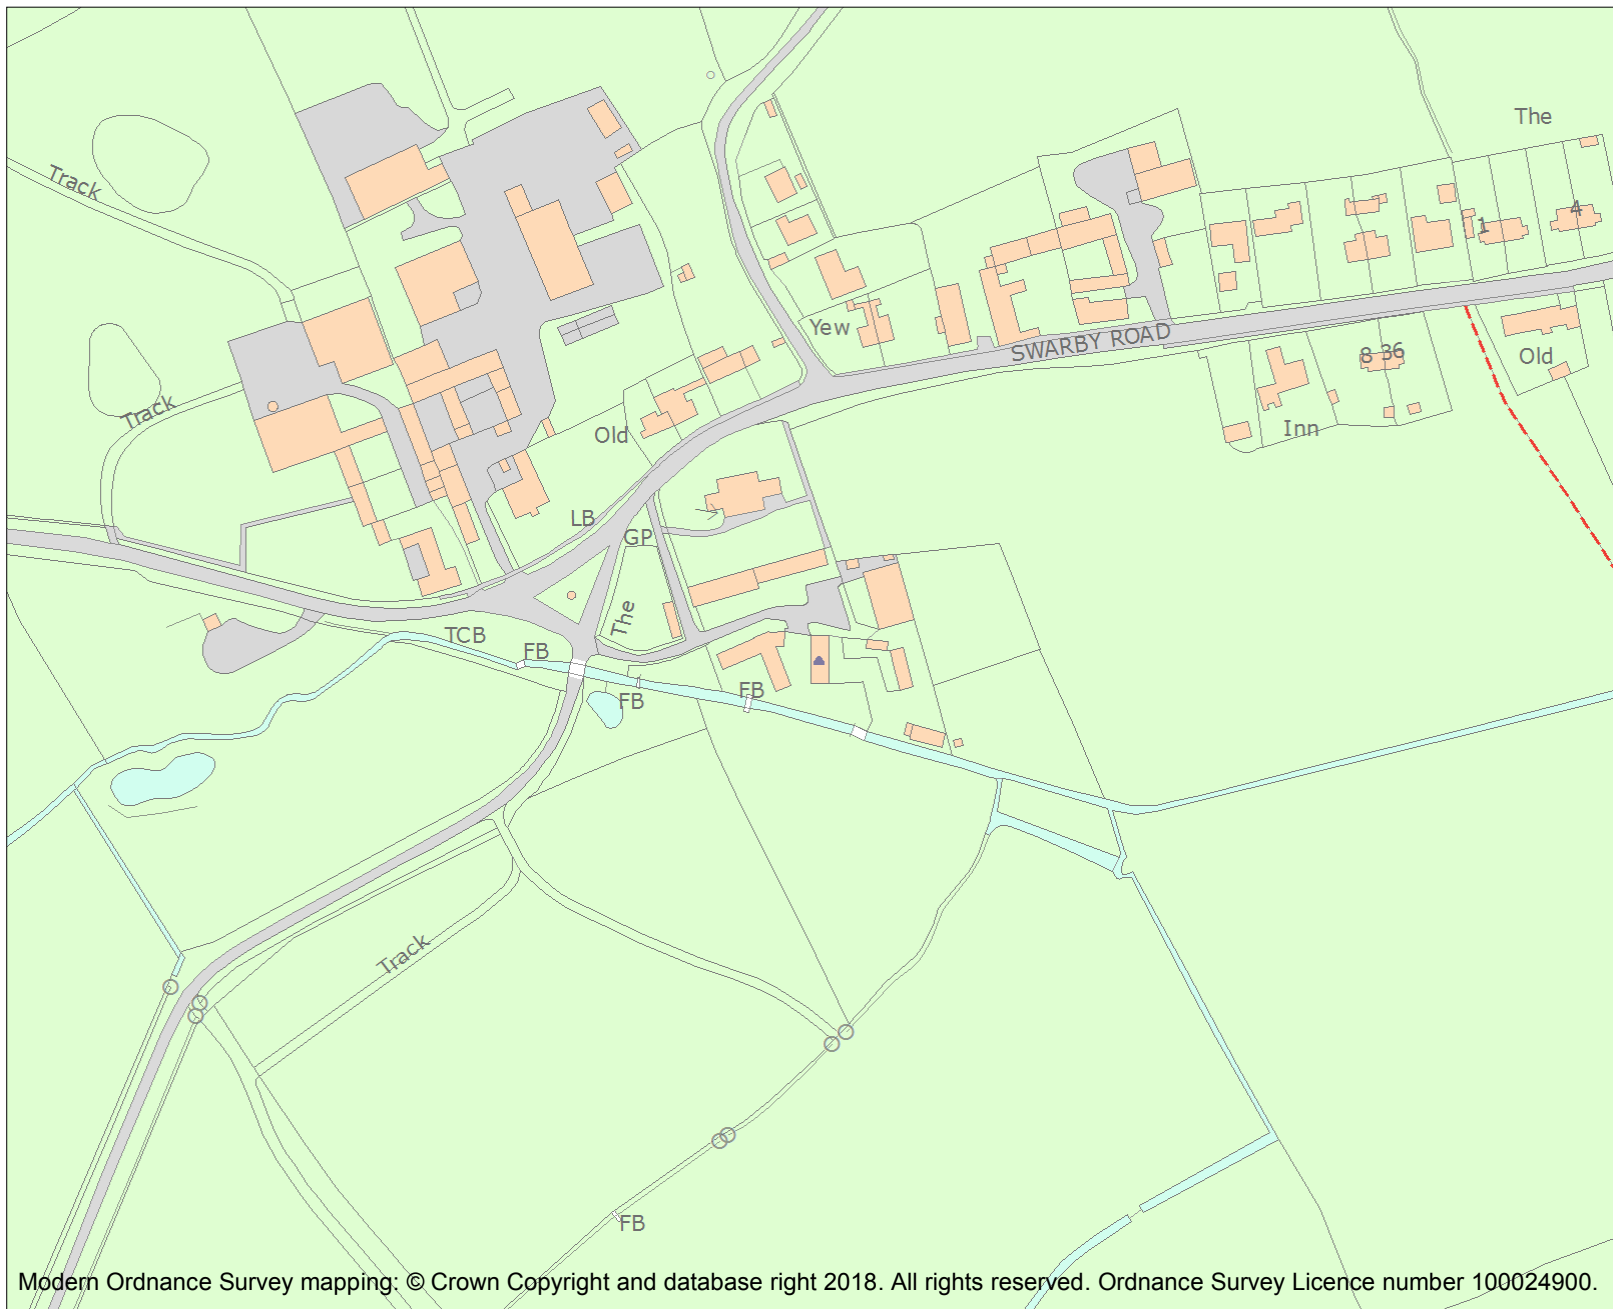 The
Track
4
1
Yew
SWARBY ROAD
8 36
Old
Track
Inn
Old
LB
GP
The
TCB
FB
FB
FB
Track
FB
Modern Ordnance Survey mapping: © Crown Copyright and database right 2018. All rights reserved. Ordnance Survey Licence number 100024900.